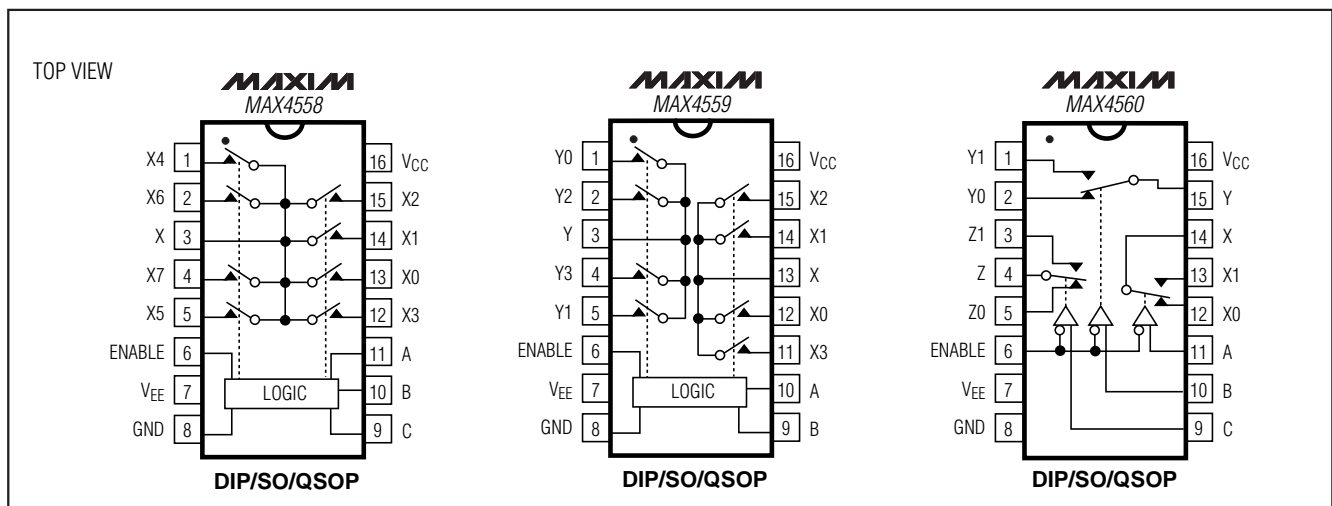 TOP VIEW
MAXIM
MAX4558
X4 1
16 VCC
X6 2
15 X2
X 3
14 X1
X7 4
13 X0
X5 5
12 X3
ENABLE 6
11 A
VEE 7
LOGIC
10 B
GND 8
9 C
DIP/SO/QSOP
MAXIM
MAX4559
Y0 1
16 VCC
Y2 2
15 X2
Y 3
14 X1
Y3 4
13 X
Y1 5
12 X0
ENABLE 6
11 X3
VEE 7
LOGIC
10 A
GND 8
9 B
DIP/SO/QSOP
MAXIM
MAX4560
Y1 1
16 VCC
Y0 2
15 Y
Z1 3
14 X
Z 4
13 X1
Z0 5
12 X0
ENABLE 6
11 A
VEE 7
10 B
GND 8
9 C
DIP/SO/QSOP